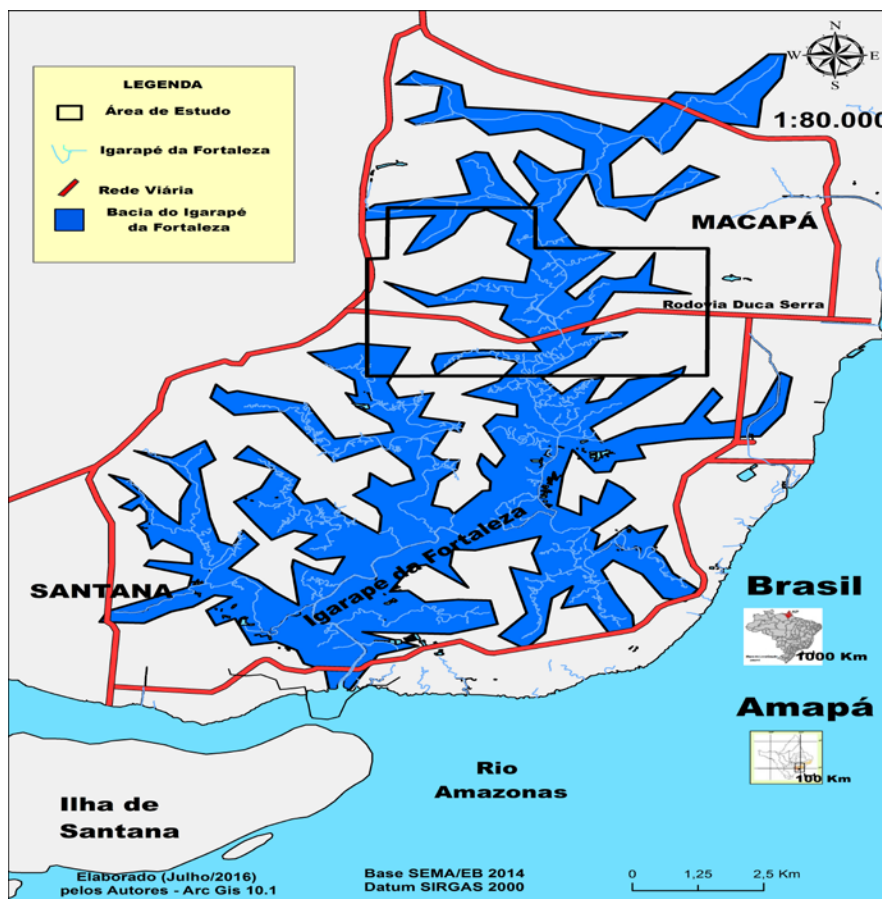 N
W E
S
1:80.000
LEGENDA
Área de Estudo
Igarapé da Fortaleza
Rede Viária
Bacia do Igarapé
da Fortaleza
MACAPÁ
Rodovia Duca Serra
Igarapé da Fortaleza
SANTANA
Brasil
1000 Km
Amapá
100 Km
Rio
Amazonas
Ilha de
Santana
Elaborado (Julho/2016)
pelos Autores - Arc Gis 10.1
Base SEMA/EB 2014
Datum SIRGAS 2000
0 1,25 2,5 Km